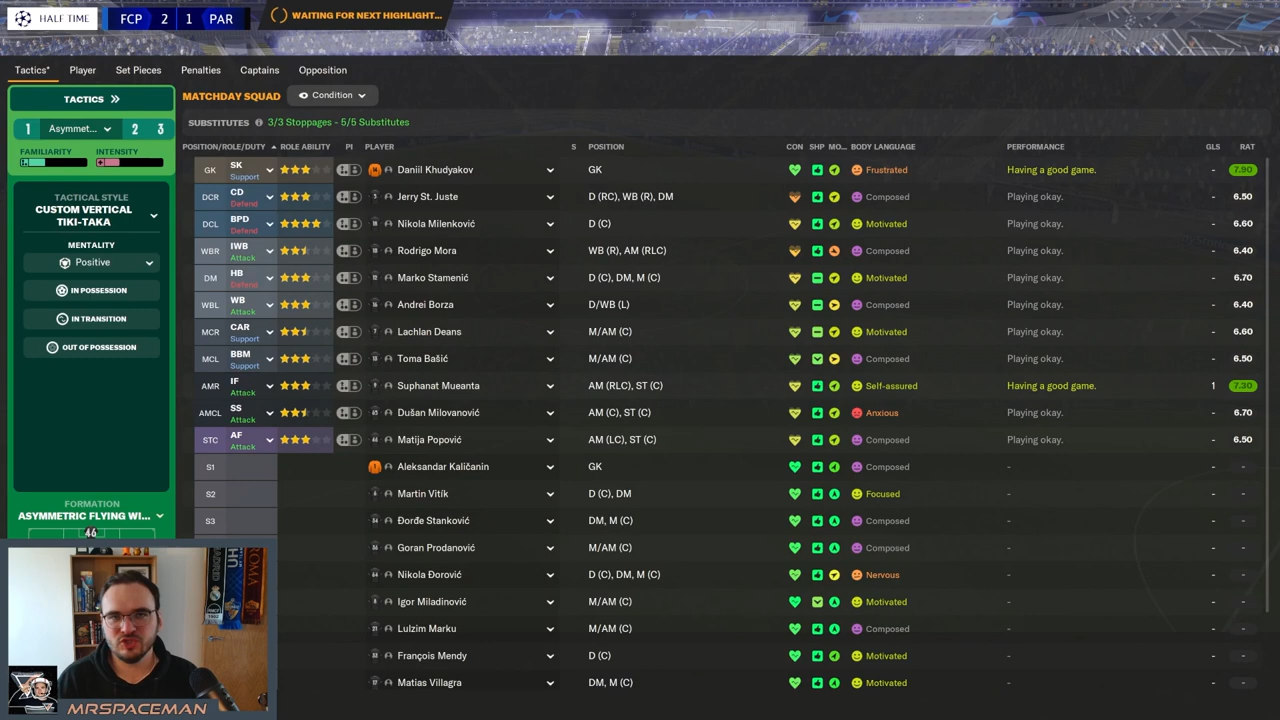 HALF TIME FCP 2 1 PAR WAITING FOR NEXT HIGHLIGHT...
Tactics* Player Set Pieces Penalties Captains Opposition
TACTICS
1 Asymmet... 2 3
FAMILIARITY INTENSITY
TACTICAL STYLE
CUSTOM VERTICAL
TIKI-TAKA
MENTALITY
Positive
IN POSSESSION
IN TRANSITION
OUT OF POSSESSION
FORMATION
ASYMMETRIC FLYING WI...
46
MATCHDAY SQUAD Condition
SUBSTITUTES 3/3 Stoppages - 5/5 Substitutes
POSITION/ROLE/DUTY ROLE ABILITY PI PLAYER S POSITION CON SHP MO... BODY LANGUAGE PERFORMANCE GLS RAT
GK SK Support Daniil Khudyakov GK Frustrated Having a good game. - 7.90
DCR CD Defend Jerry St. Juste D (RC), WB (R), DM Composed Playing okay. - 6.50
DCL BPD Defend Nikola Milenković D (C) Motivated Playing okay. - 6.60
WBR IWB Attack Rodrigo Mora WB (R), AM (RLC) Composed Playing okay. - 6.40
DM HB Defend Marko Stamenić D (C), DM, M (C) Motivated Playing okay. - 6.70
WBL WB Attack Andrei Borza D/WB (L) Composed Playing okay. - 6.40
MCR CAR Support Lachlan Deans M/AM (C) Motivated Playing okay. - 6.60
MCL BBM Support Toma Bašić M/AM (C) Composed Playing okay. - 6.50
AMR IF Attack Suphanat Mueanta AM (RLC), ST (C) Self-assured Having a good game. 1 7.30
AMCL SS Attack Dušan Milovanović AM (C), ST (C) Anxious Playing okay. - 6.70
STC AF Attack Matija Popović AM (LC), ST (C) Composed Playing okay. - 6.50
S1 Aleksandar Kaličanin GK Composed - - -
S2 Martin Vitík D (C), DM Focused - - -
S3 Đorđe Stanković DM, M (C) Composed - - -
Goran Prodanović M/AM (C) Composed - - -
Nikola Đorović D (C), DM, M (C) Nervous - - -
Igor Miladinović M/AM (C) Motivated - - -
Lulzim Marku M/AM (C) Composed - - -
François Mendy D (C) Motivated - - -
Matias Villagra DM, M (C) Motivated - - -
MRSPACEMAN